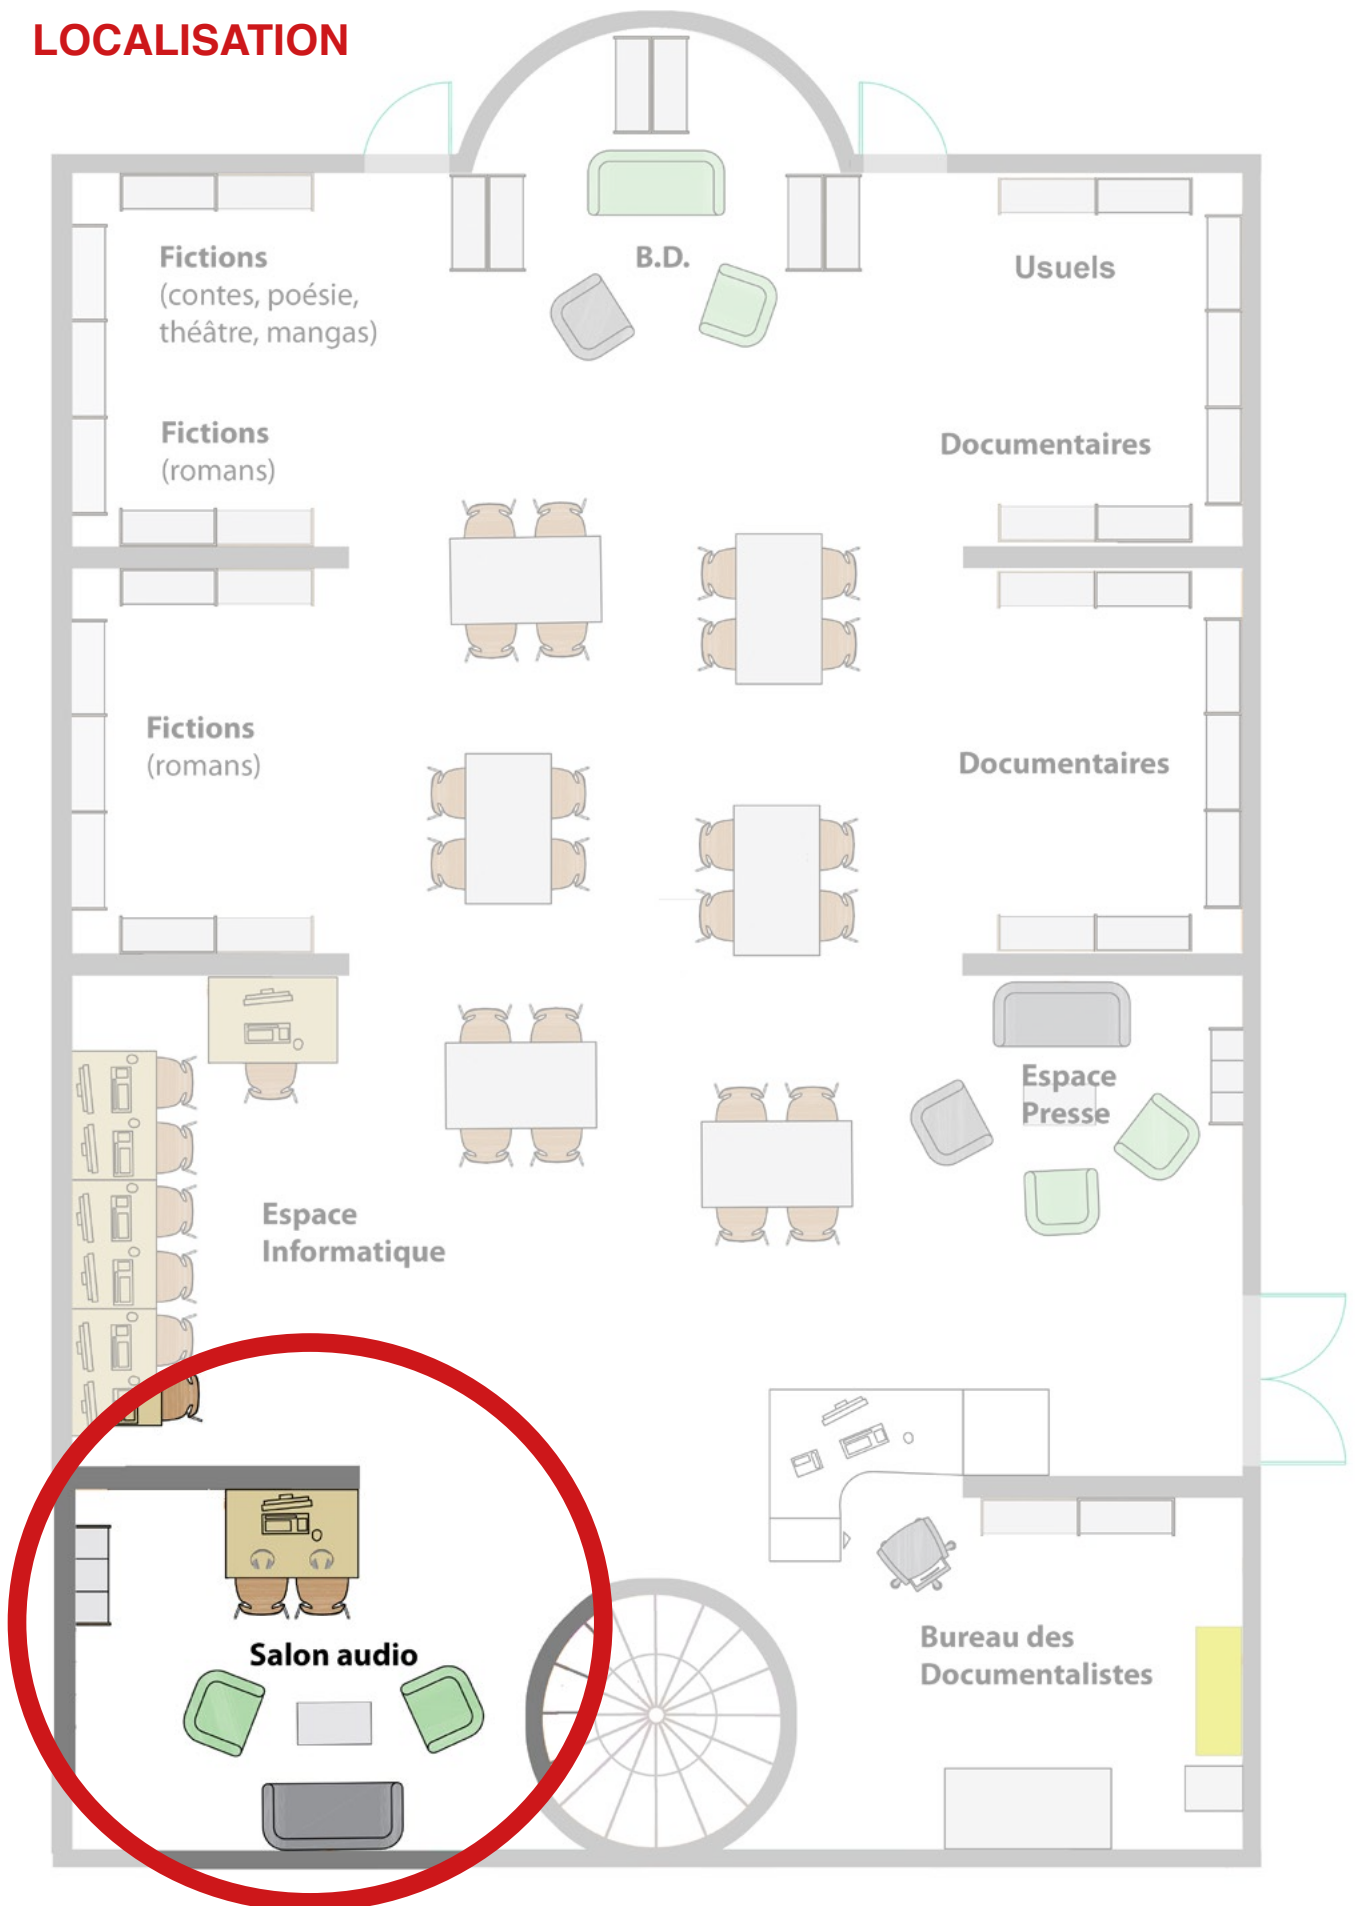 LOCALISATION
Fictions
(contes, poésie,
théâtre, mangas)
B.D.
Usuels
Fictions
(romans)
Documentaires
Fictions
(romans)
Documentaires
Espace
Presse
Espace
Informatique
Salon audio
Bureau des
Documentalistes